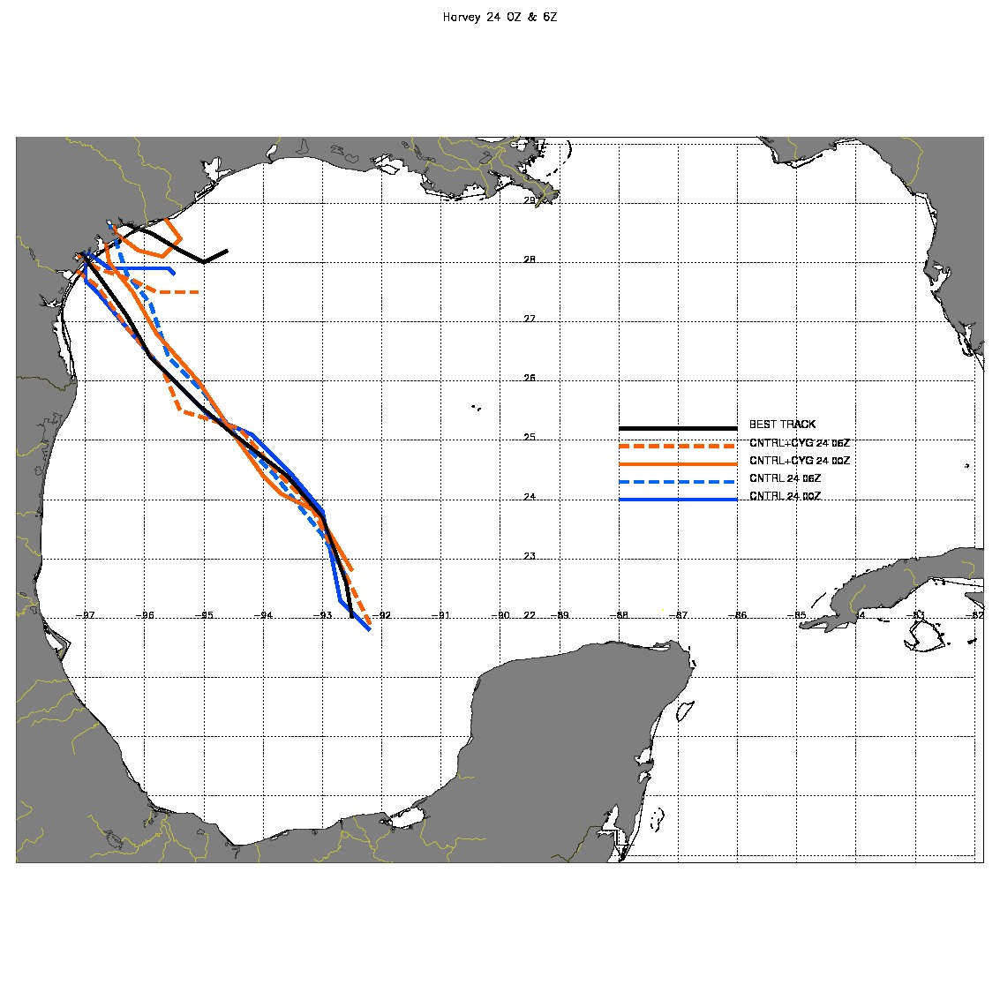 Harvey 24 0Z & 6Z
29
28
27
26
25
BEST TRACK
CNTRL+CYG 24 06Z
CNTRL+CYG 24 00Z
CNTRL 24 06Z
CNTRL 24 00Z
24
23
-97 -96 -95 -94 -93 -92 -91 -90 22 -89 -88 -87 -85 84 -83 -82